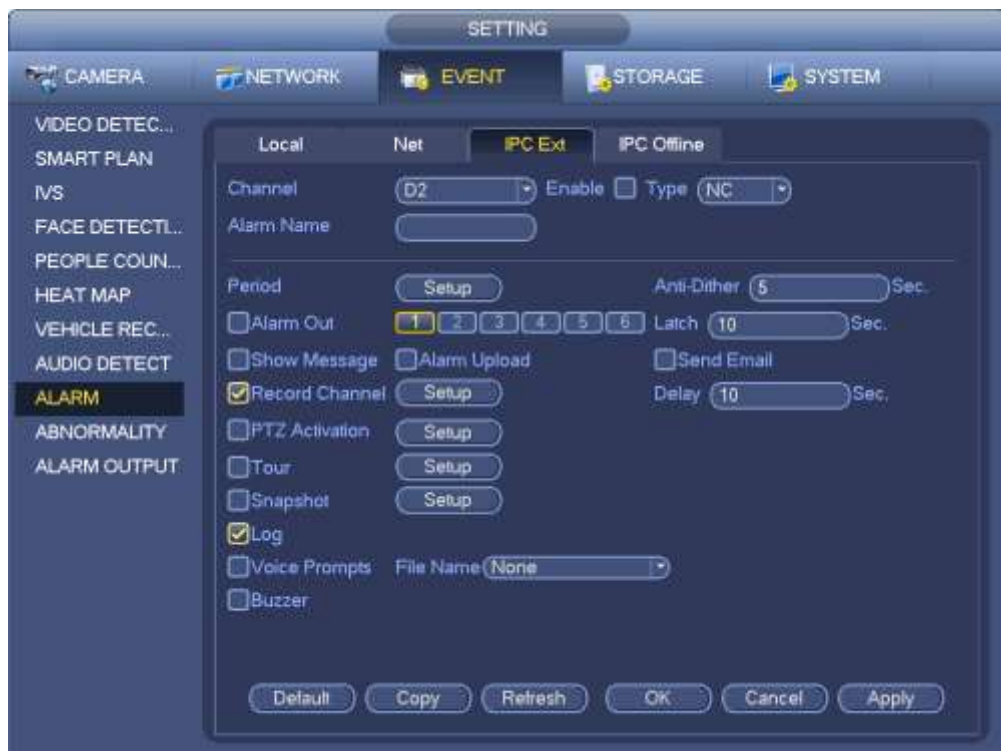 SETTING
CAMERA NETWORK EVENT STORAGE SYSTEM
VIDEO DETEC...
SMART PLAN
IVS
FACE DETECTI...
PEOPLE COUN...
HEAT MAP
VEHICLE REC...
AUDIO DETECT
ALARM
ABNORMALITY
ALARM OUTPUT
Local Net IPC Ext IPC Offline
Channel D2 Enable Type NC
Alarm Name
Period Setup Anti-Dither 5 Sec.
Alarm Out 1 2 3 4 5 6 Latch 10 Sec.
Show Message Alarm Upload Send Email
Record Channel Setup Delay 10 Sec.
PTZ Activation Setup
Tour Setup
Snapshot Setup
Log
Voice Prompts File Name None
Buzzer
Default Copy Refresh OK Cancel Apply